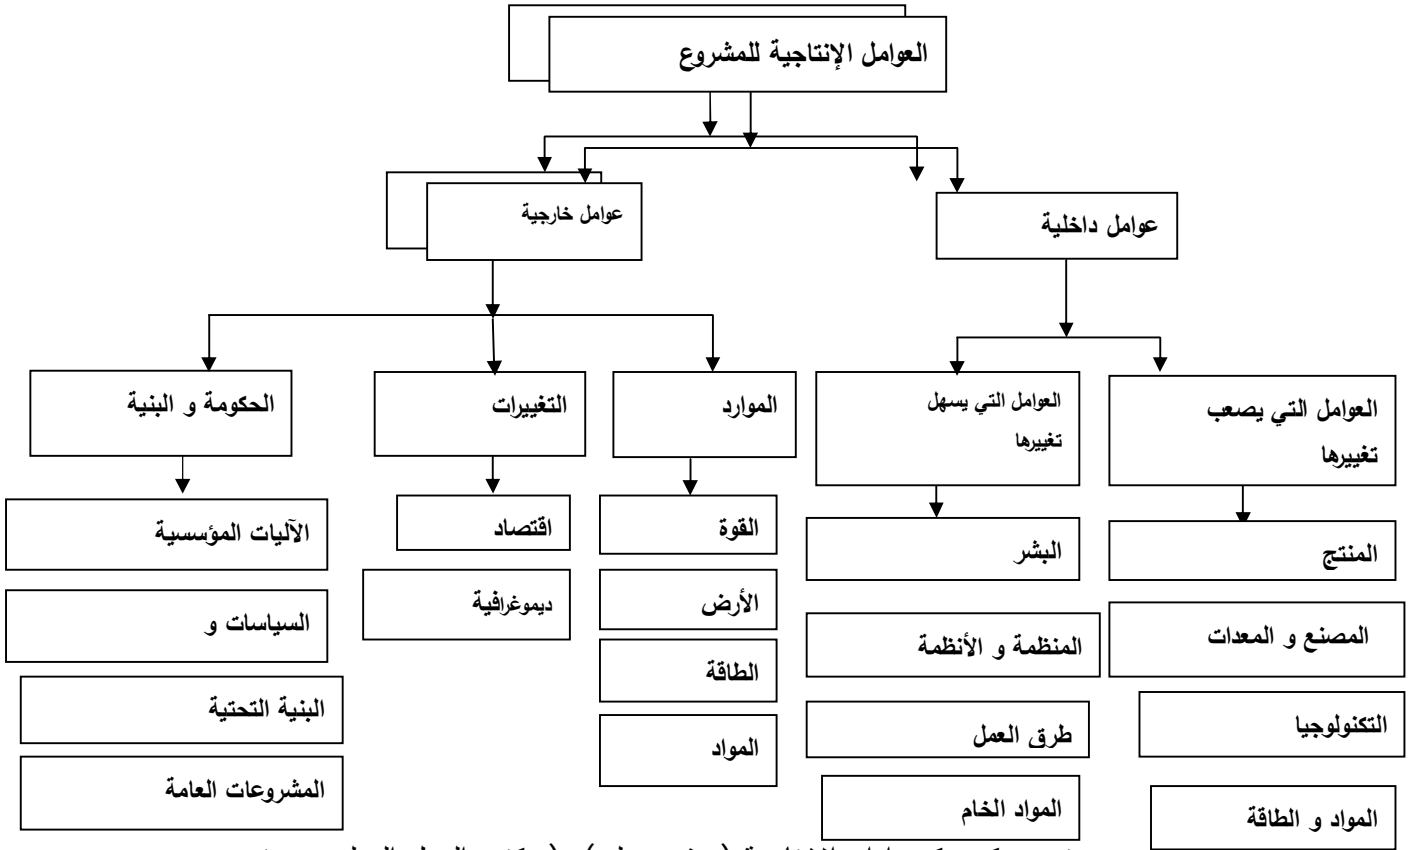 العوامل الإنتاجية للمشروع
عوامل داخلية
عوامل خارجية
العوامل التي يصعب
تغييرها
المنتج
المصنع و المعدات
التكنولوجيا
المواد و الطاقة
العوامل التي يسهل
تغييرها
البشر
المنظمة و الأنظمة
طرق العمل
المواد الخام
الموارد
القوة
الأرض
الطاقة
المواد
التغييرات
اقتصاد
ديموغرافية
الحكومة و البنية
الآليات المؤسسية
السياسات و
البنية التحتية
المشروعات العامة